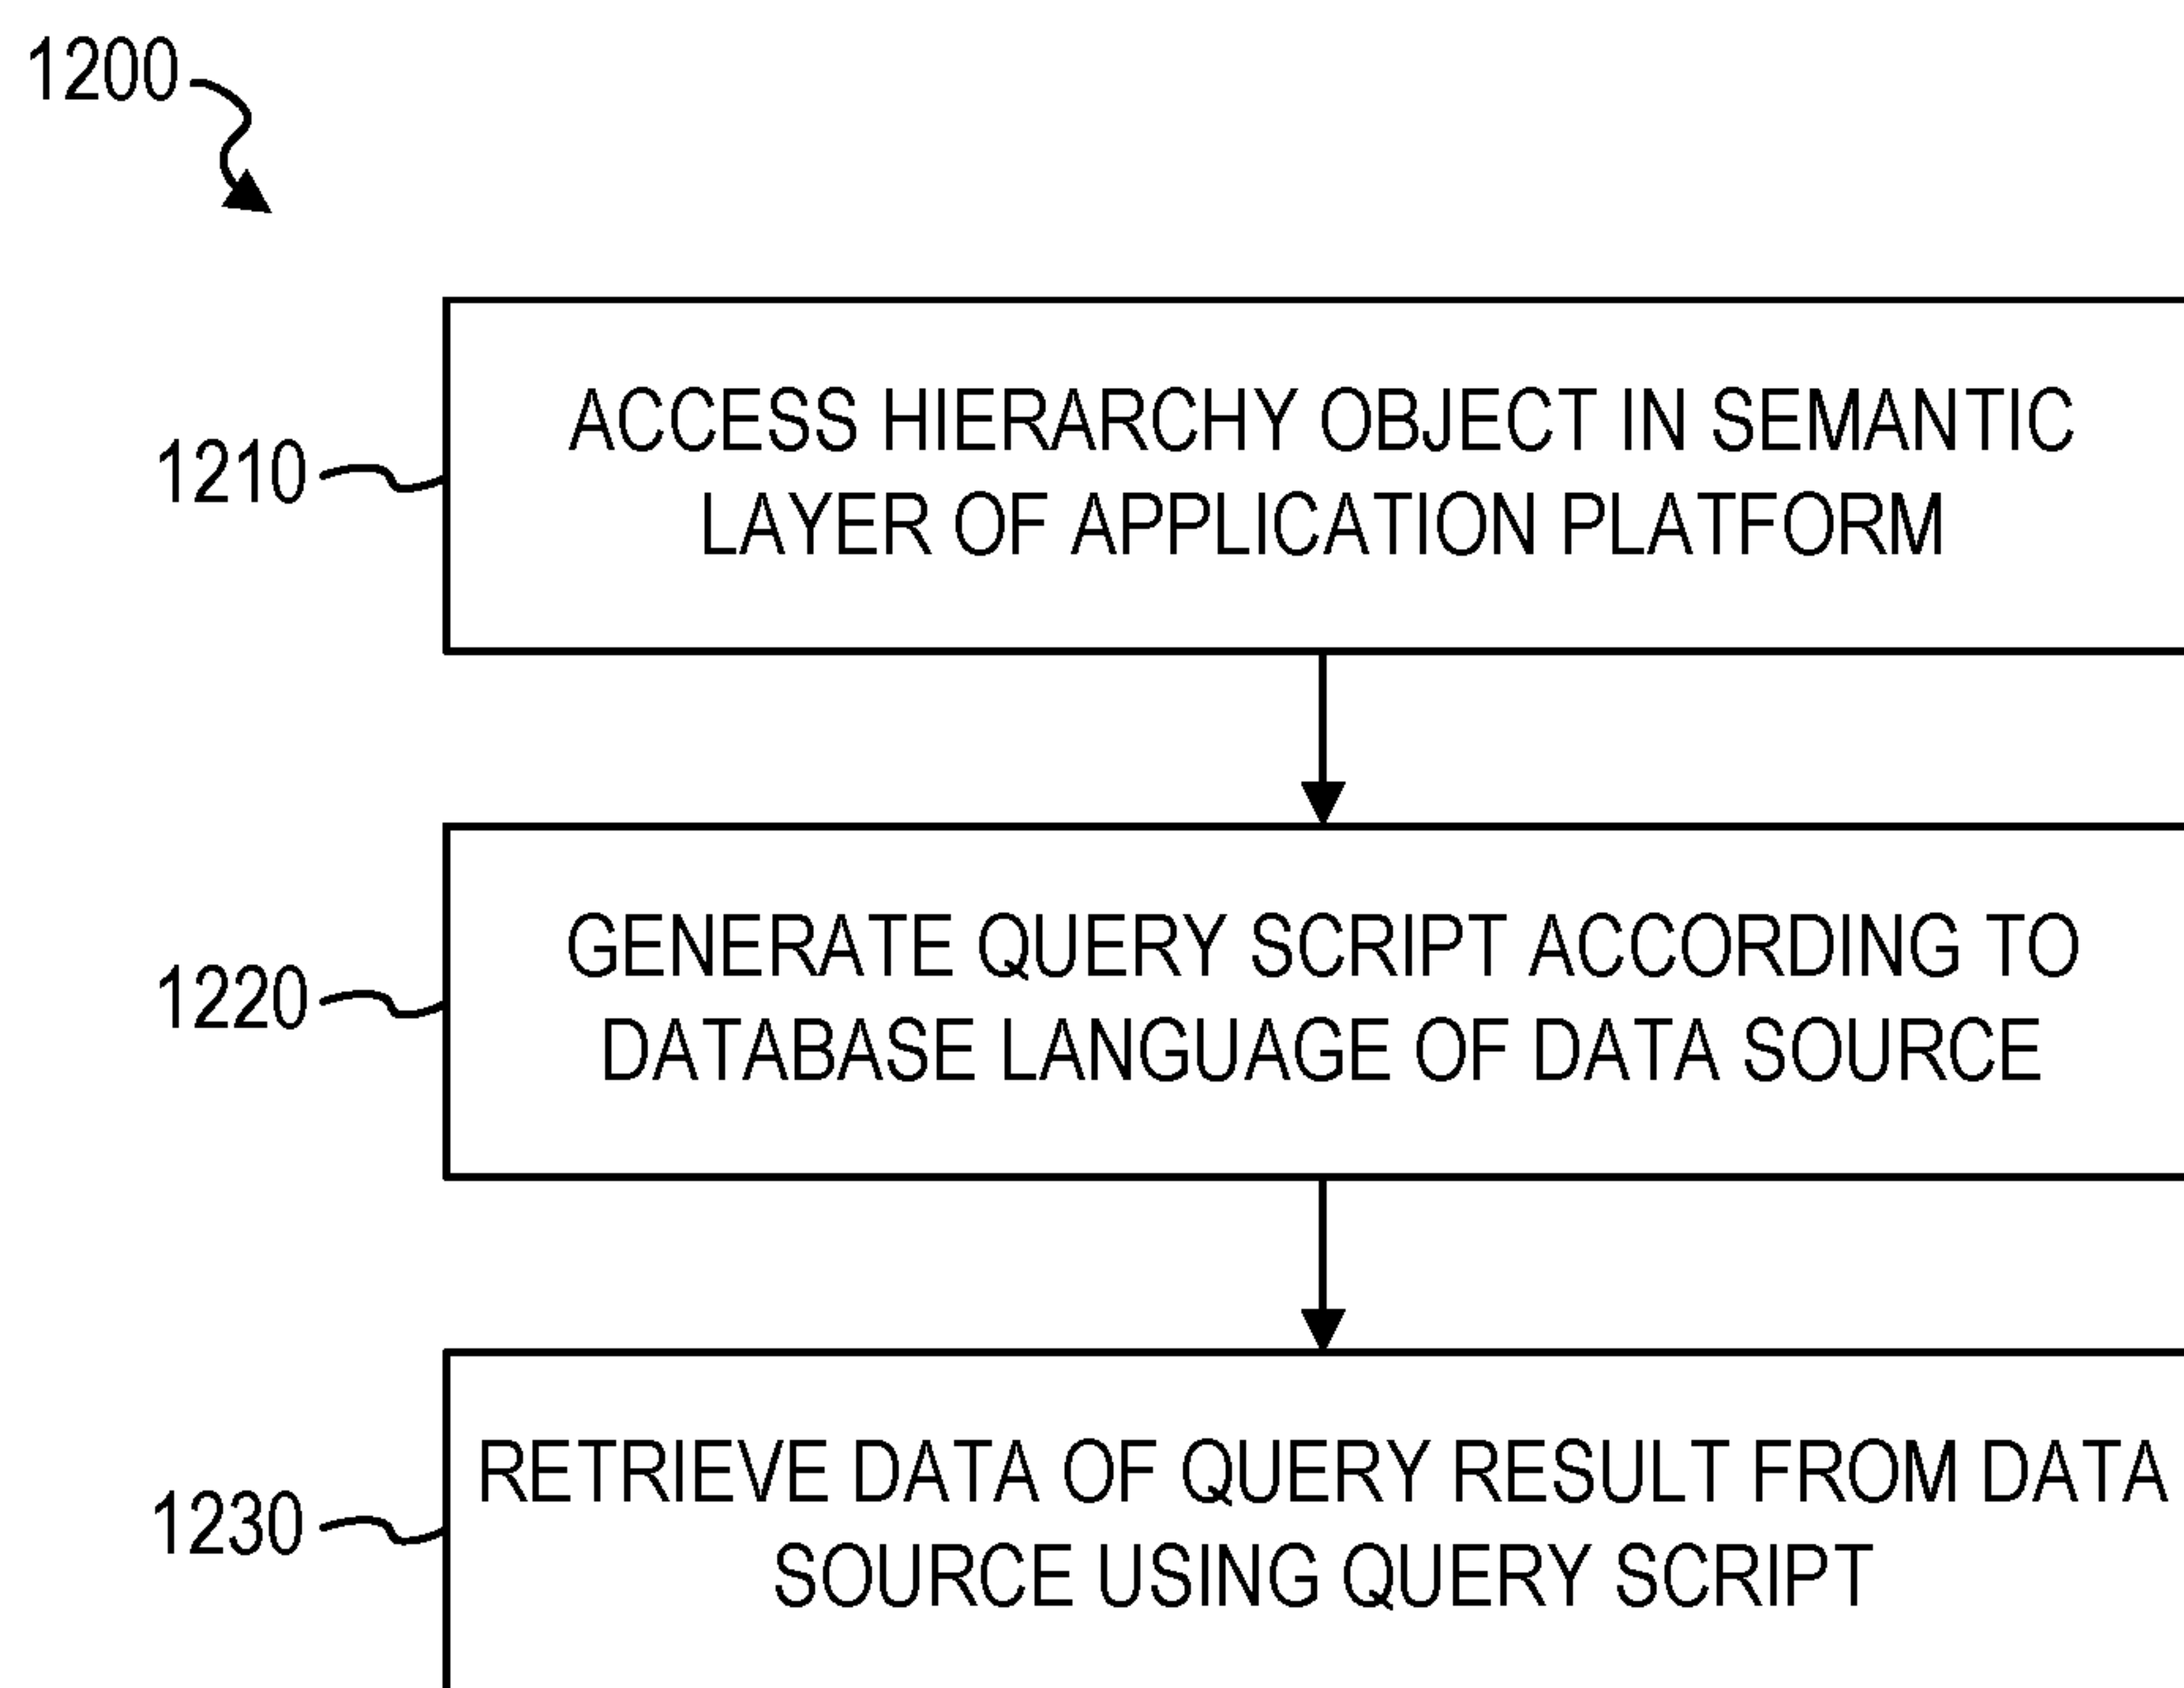 1200
1210
ACCESS HIERARCHY OBJECT IN SEMANTIC
LAYER OF APPLICATION PLATFORM
1220
GENERATE QUERY SCRIPT ACCORDING TO
DATABASE LANGUAGE OF DATA SOURCE
1230
RETRIEVE DATA OF QUERY RESULT FROM DATA
SOURCE USING QUERY SCRIPT